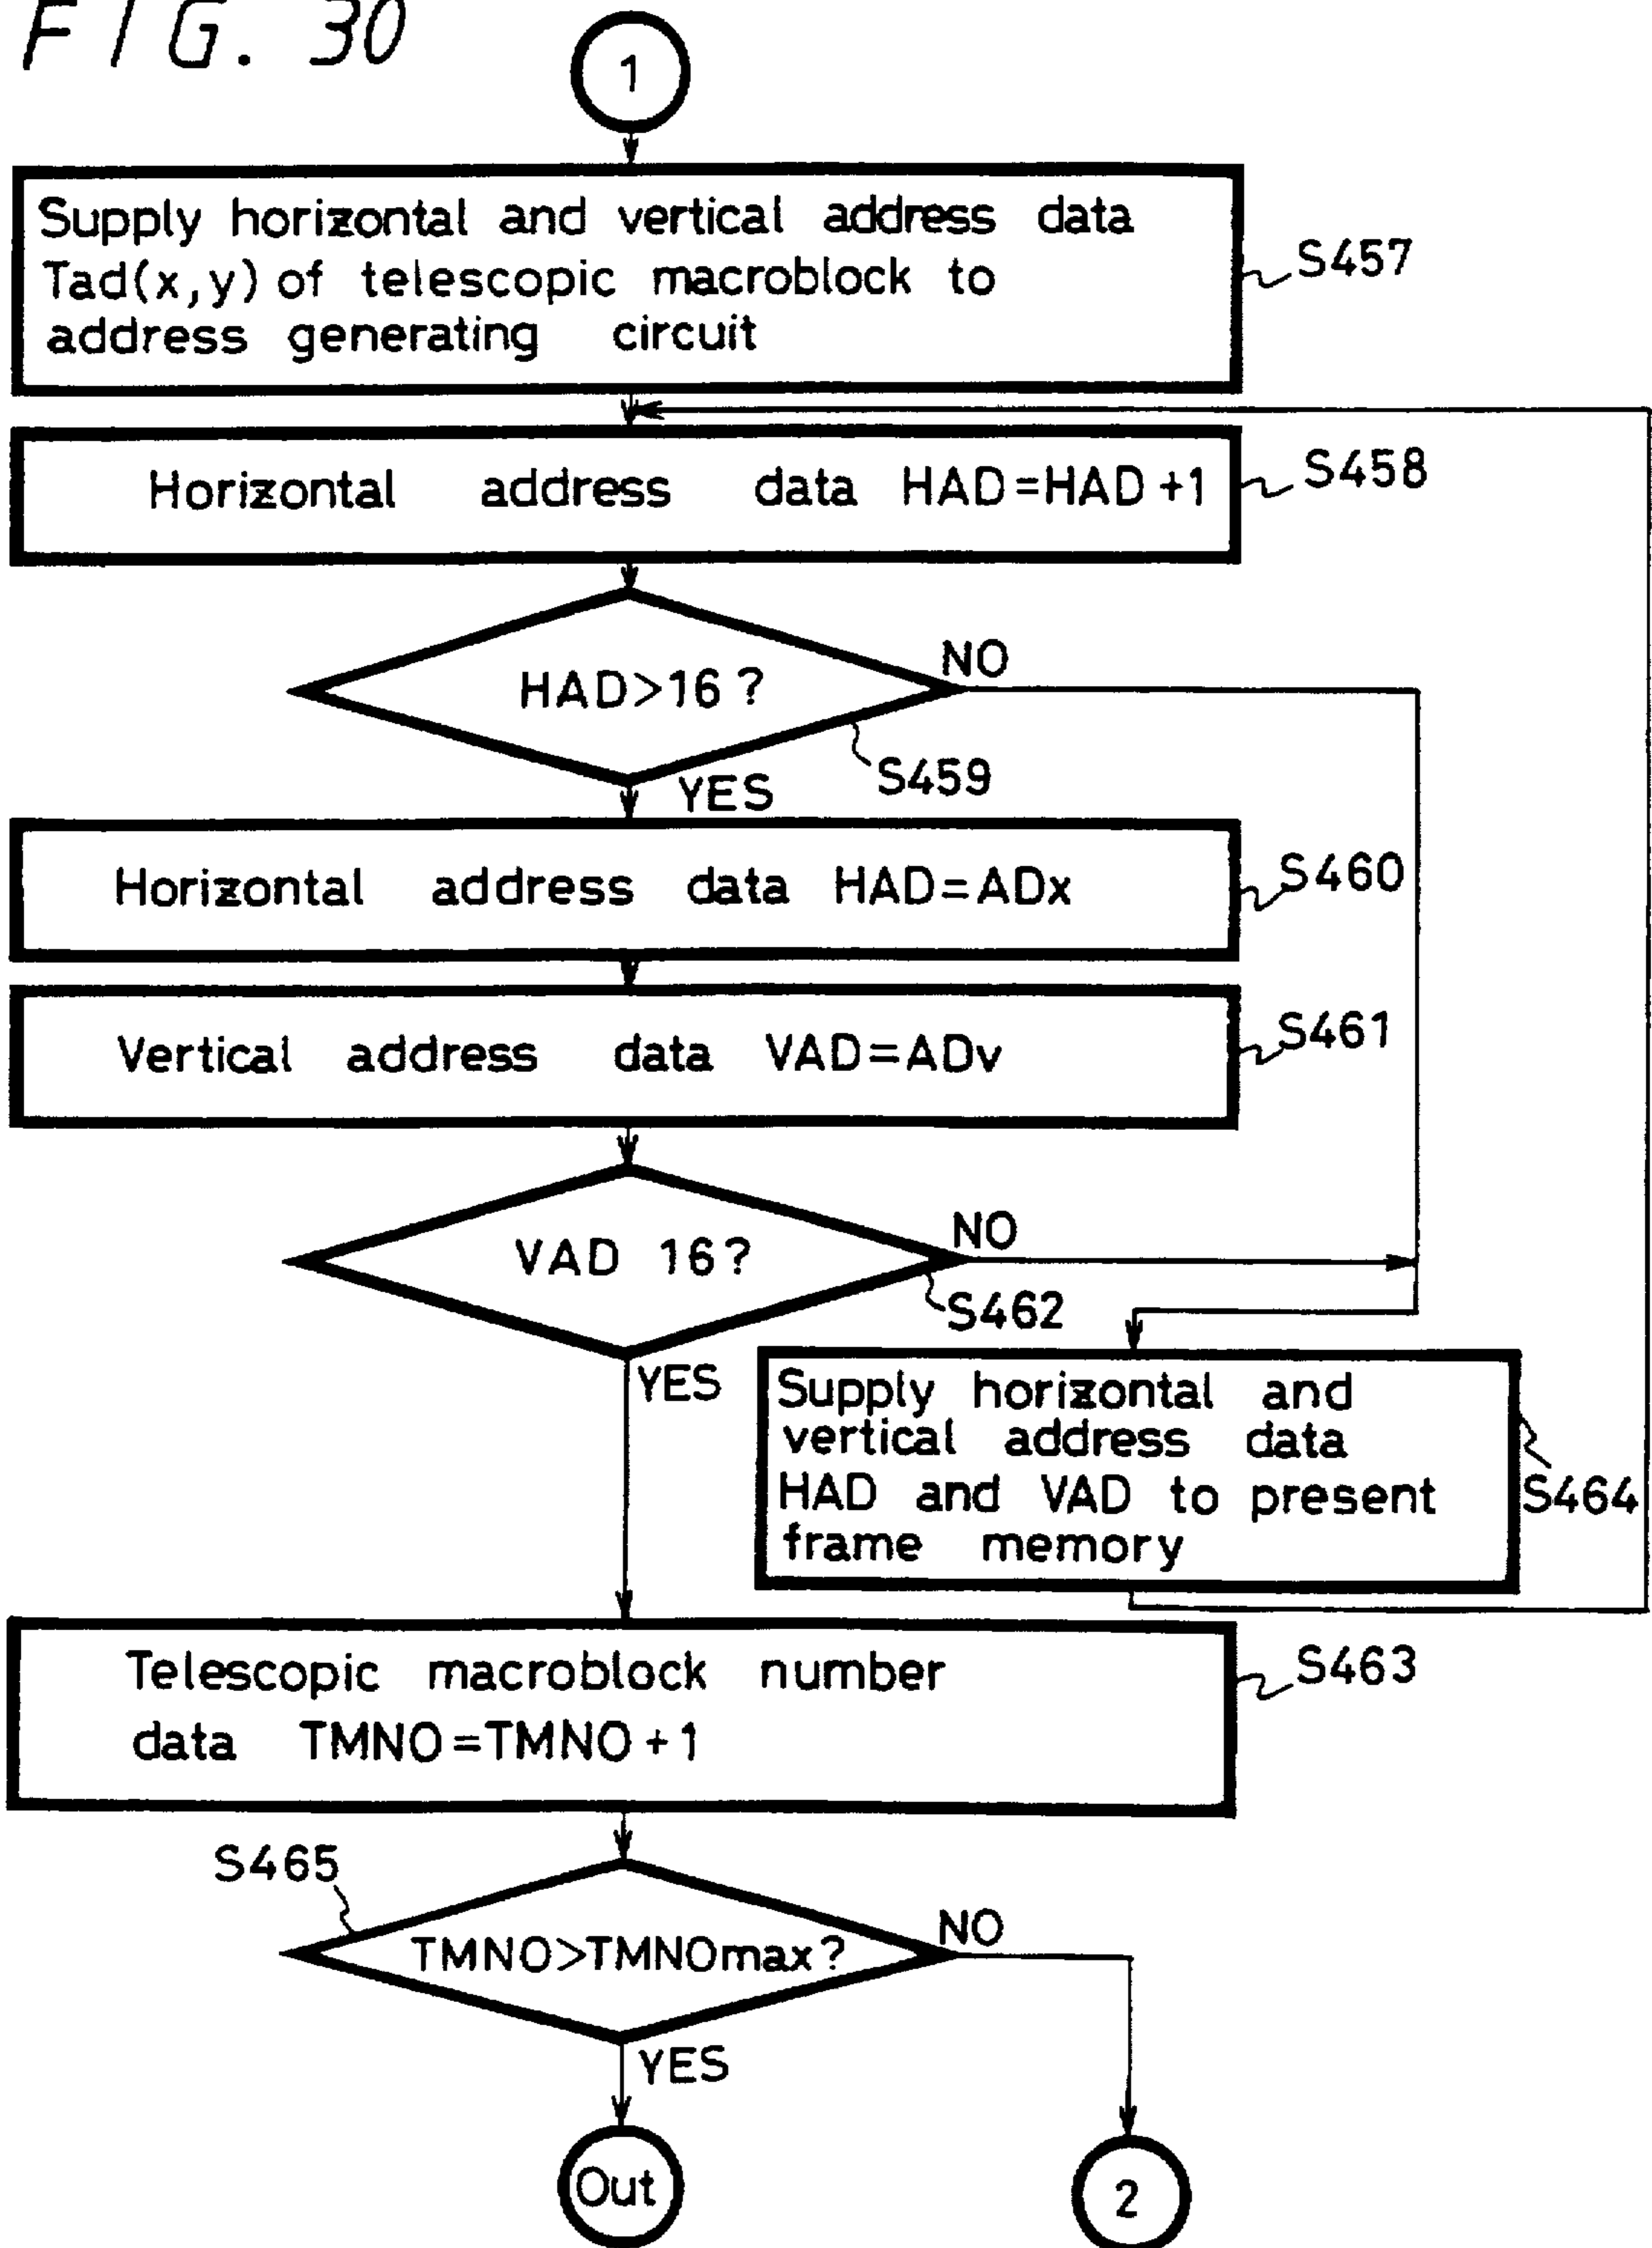 FIG. 30
1
Supply horizontal and vertical address data
Tad(x,y) of telescopic macroblock to
address generating circuit
S457
Horizontal address data HAD=HAD+1
S458
HAD>16?
NO
S459
YES
Horizontal address data HAD=ADx
S460
Vertical address data VAD=ADv
S461
VAD 16?
NO
S462
YES
Supply horizontal and
vertical address data
HAD and VAD to present
frame memory
S464
Telescopic macroblock number
data TMNO=TMNO+1
S463
S465
TMNO>TMNOmax?
NO
YES
Out
2